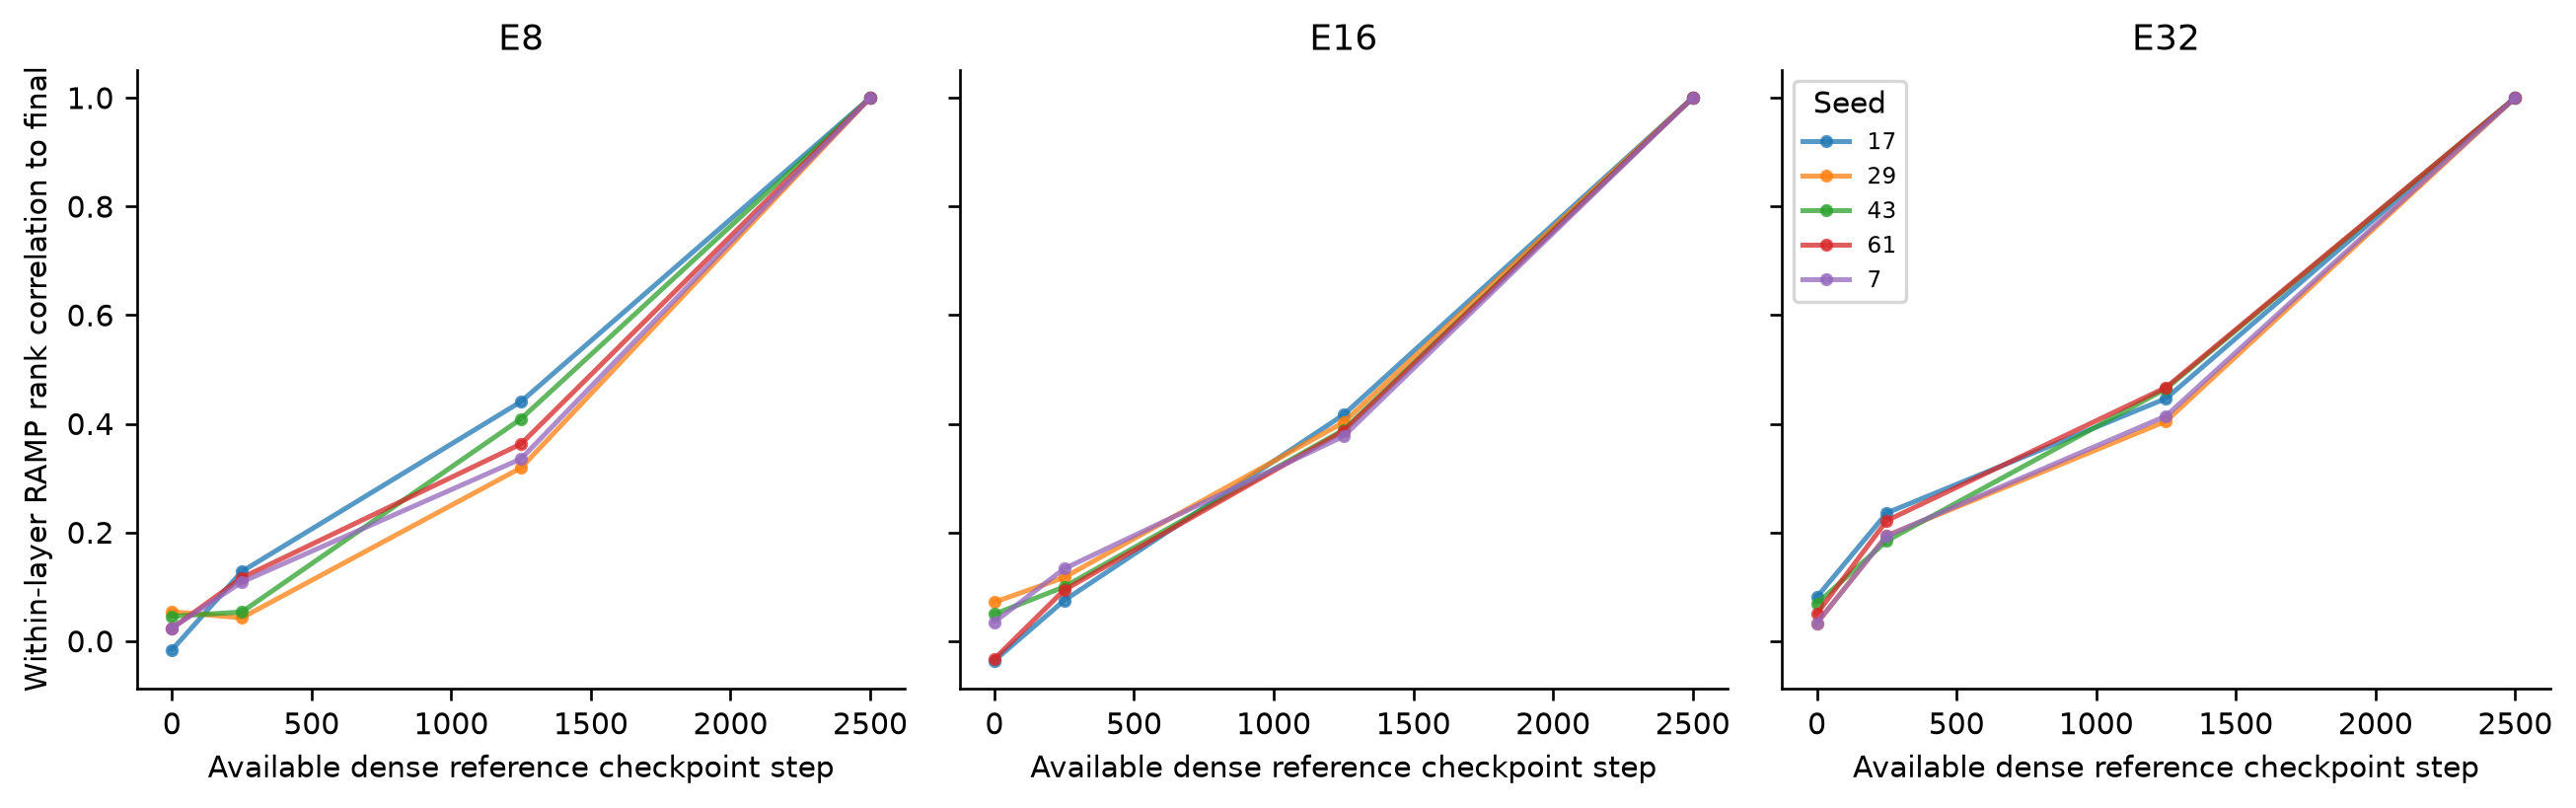 E8
E16
E32
Within-layer RAMP rank correlation to final
1.0
0.8
0.6
0.4
0.2
0.0
Seed
17
29
43
61
7
0 500 1000 1500 2000 2500
0 500 1000 1500 2000 2500
0 500 1000 1500 2000 2500
Available dense reference checkpoint step
Available dense reference checkpoint step
Available dense reference checkpoint step